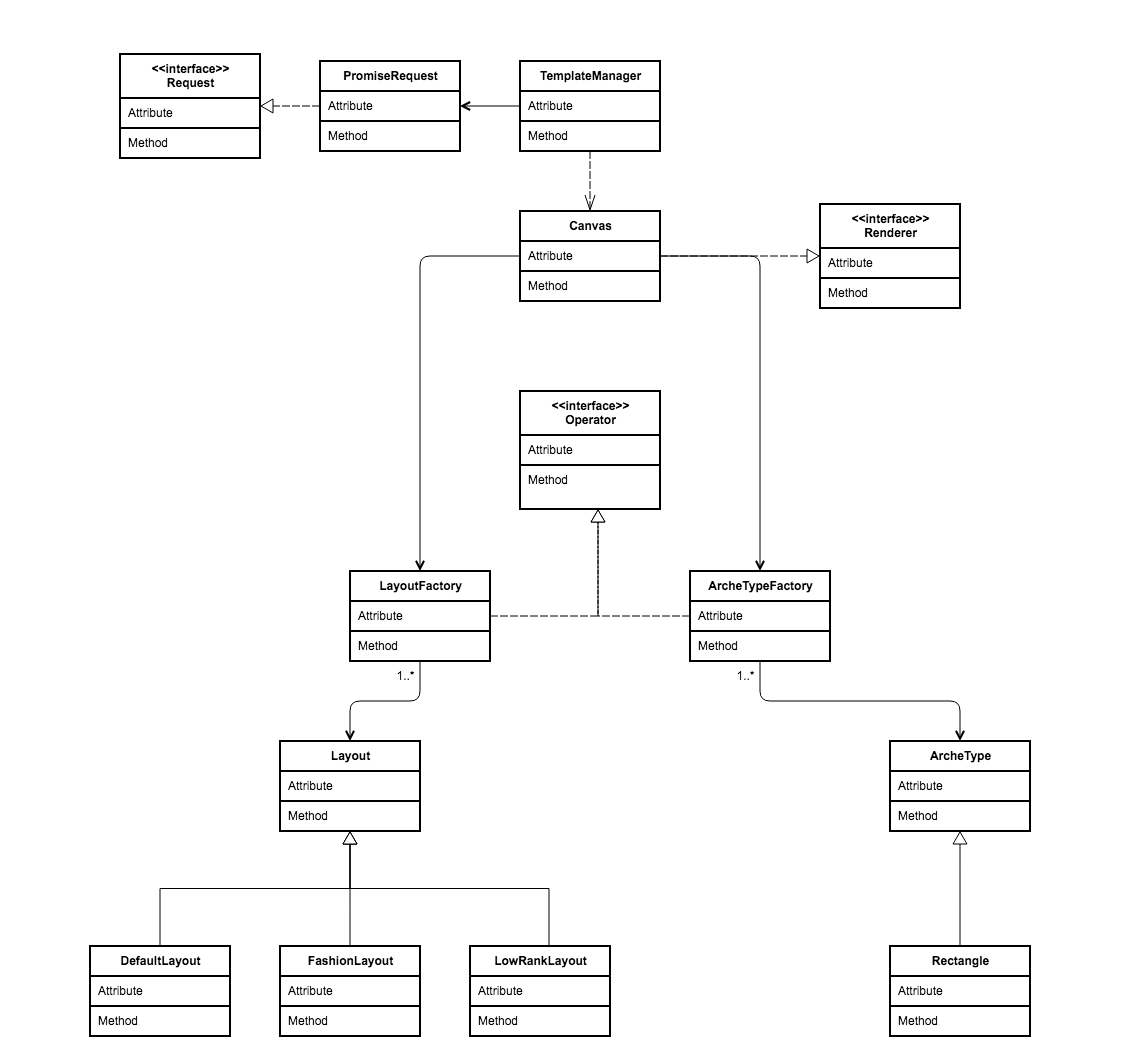 <<interface>>
Request
Attribute
Method
PromiseRequest
Attribute
Method
TemplateManager
Attribute
Method
Canvas
Attribute
Method
<<interface>>
Renderer
Attribute
Method
<<interface>>
Operator
Attribute
Method
LayoutFactory
Attribute
Method
1..*
ArcheTypeFactory
Attribute
Method
1..*
Layout
Attribute
Method
ArcheType
Attribute
Method
DefaultLayout
Attribute
Method
FashionLayout
Attribute
Method
LowRankLayout
Attribute
Method
Rectangle
Attribute
Method